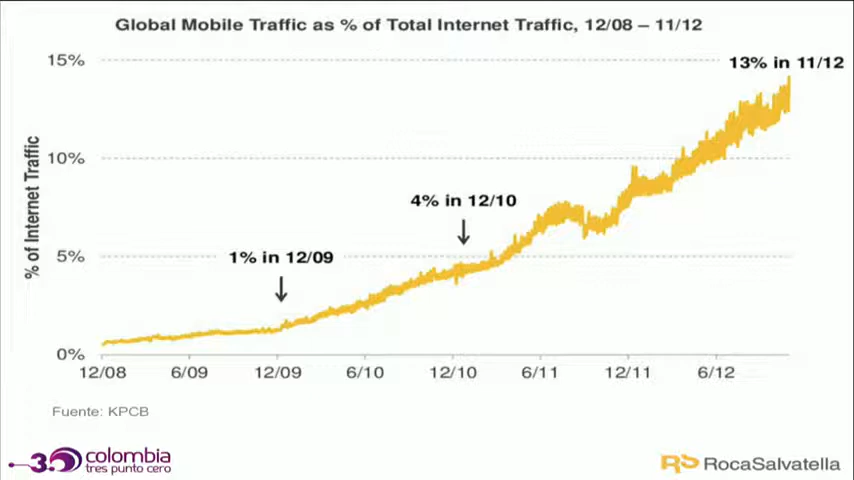 Global Mobile Traffic as % of Total Internet Traffic, 12/08 – 11/12
15%
13% in 11/12
% of Internet Traffic
10%
4% in 12/10
5%
1% in 12/09
0%
12/08 6/09 12/09 6/10 12/10 6/11 12/11 6/12
Fuente: KPCB
3.0 colombia
tres punto cero
RS RocaSalvatella